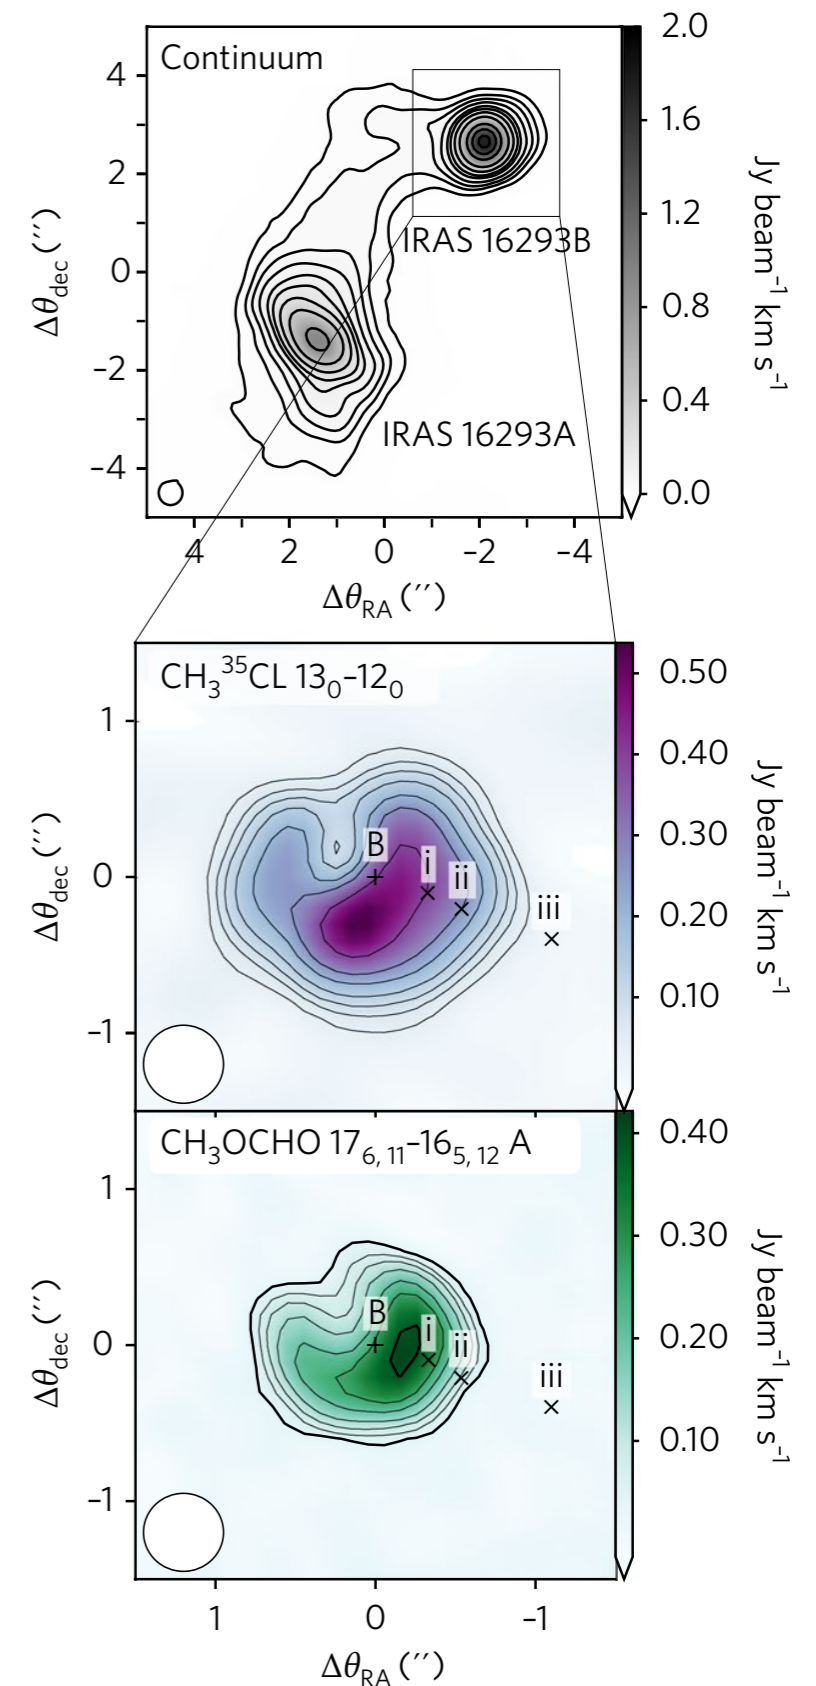 Continuum
IRAS 16293B
IRAS 16293A
4
2
0
−2
−4
Δθdec (′′)
4 2 0 −2 −4
ΔθRA (′′)
2.0
1.6
1.2
0.8
0.4
0.0
Jy beam⁻¹ km s⁻¹
CH₃³⁵CL 13₀–12₀
B
i
ii
iii
1
0
−1
Δθdec (′′)
0.50
0.40
0.30
0.20
0.10
Jy beam⁻¹ km s⁻¹
CH₃OCHO 17₆,₁₁–16₅,₁₂ A
B
i
ii
iii
1
0
−1
Δθdec (′′)
1 0 −1
ΔθRA (′′)
0.40
0.30
0.20
0.10
Jy beam⁻¹ km s⁻¹